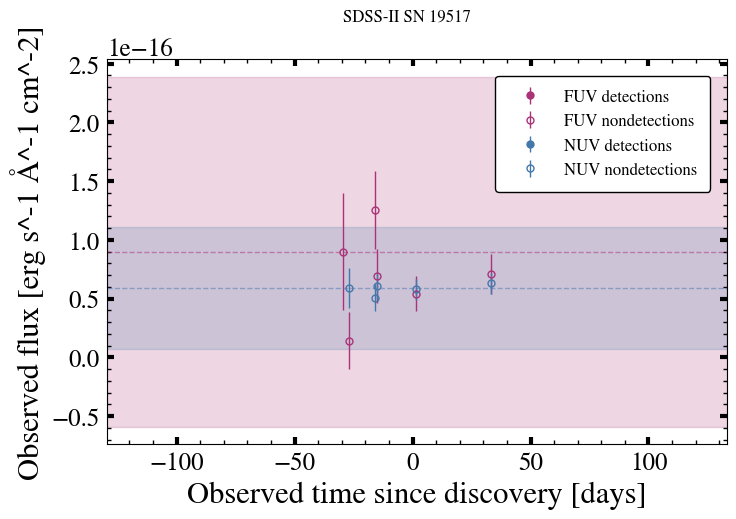 SDSS-II SN 19517
1e−16
2.5
2.0
1.5
1.0
0.5
0.0
−0.5
Observed flux [erg s^-1 Å^-1 cm^-2]
FUV detections
FUV nondetections
NUV detections
NUV nondetections
−100
−50
0
50
100
Observed time since discovery [days]